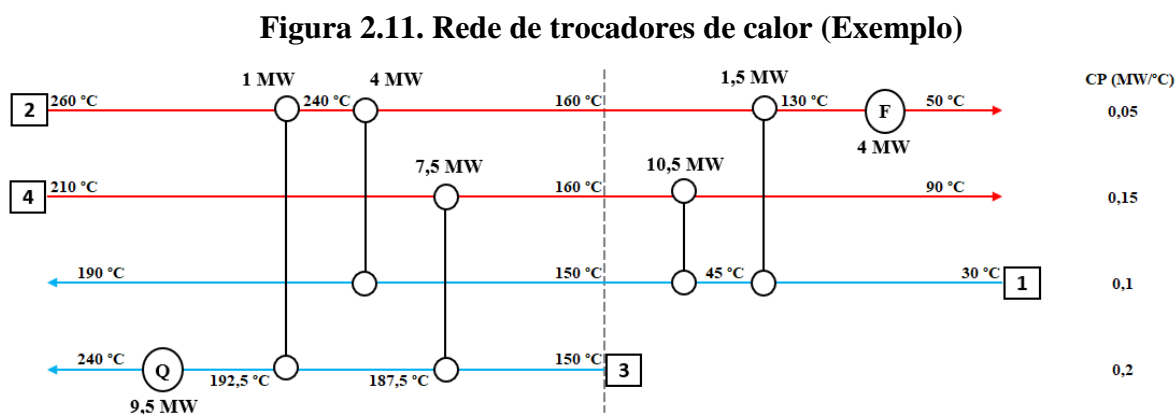 Figura 2.11. Rede de trocadores de calor (Exemplo)
1 MW 4 MW 1,5 MW CP (MW/°C)
2 260 °C 240 °C 160 °C 130 °C F 50 °C 0,05
4 MW
7,5 MW 10,5 MW
4 210 °C 160 °C 160 °C 90 °C 0,15
190 °C 150 °C 45 °C 30 °C 1 0,1
240 °C Q 192,5 °C 187,5 °C 150 °C 3 0,2
9,5 MW